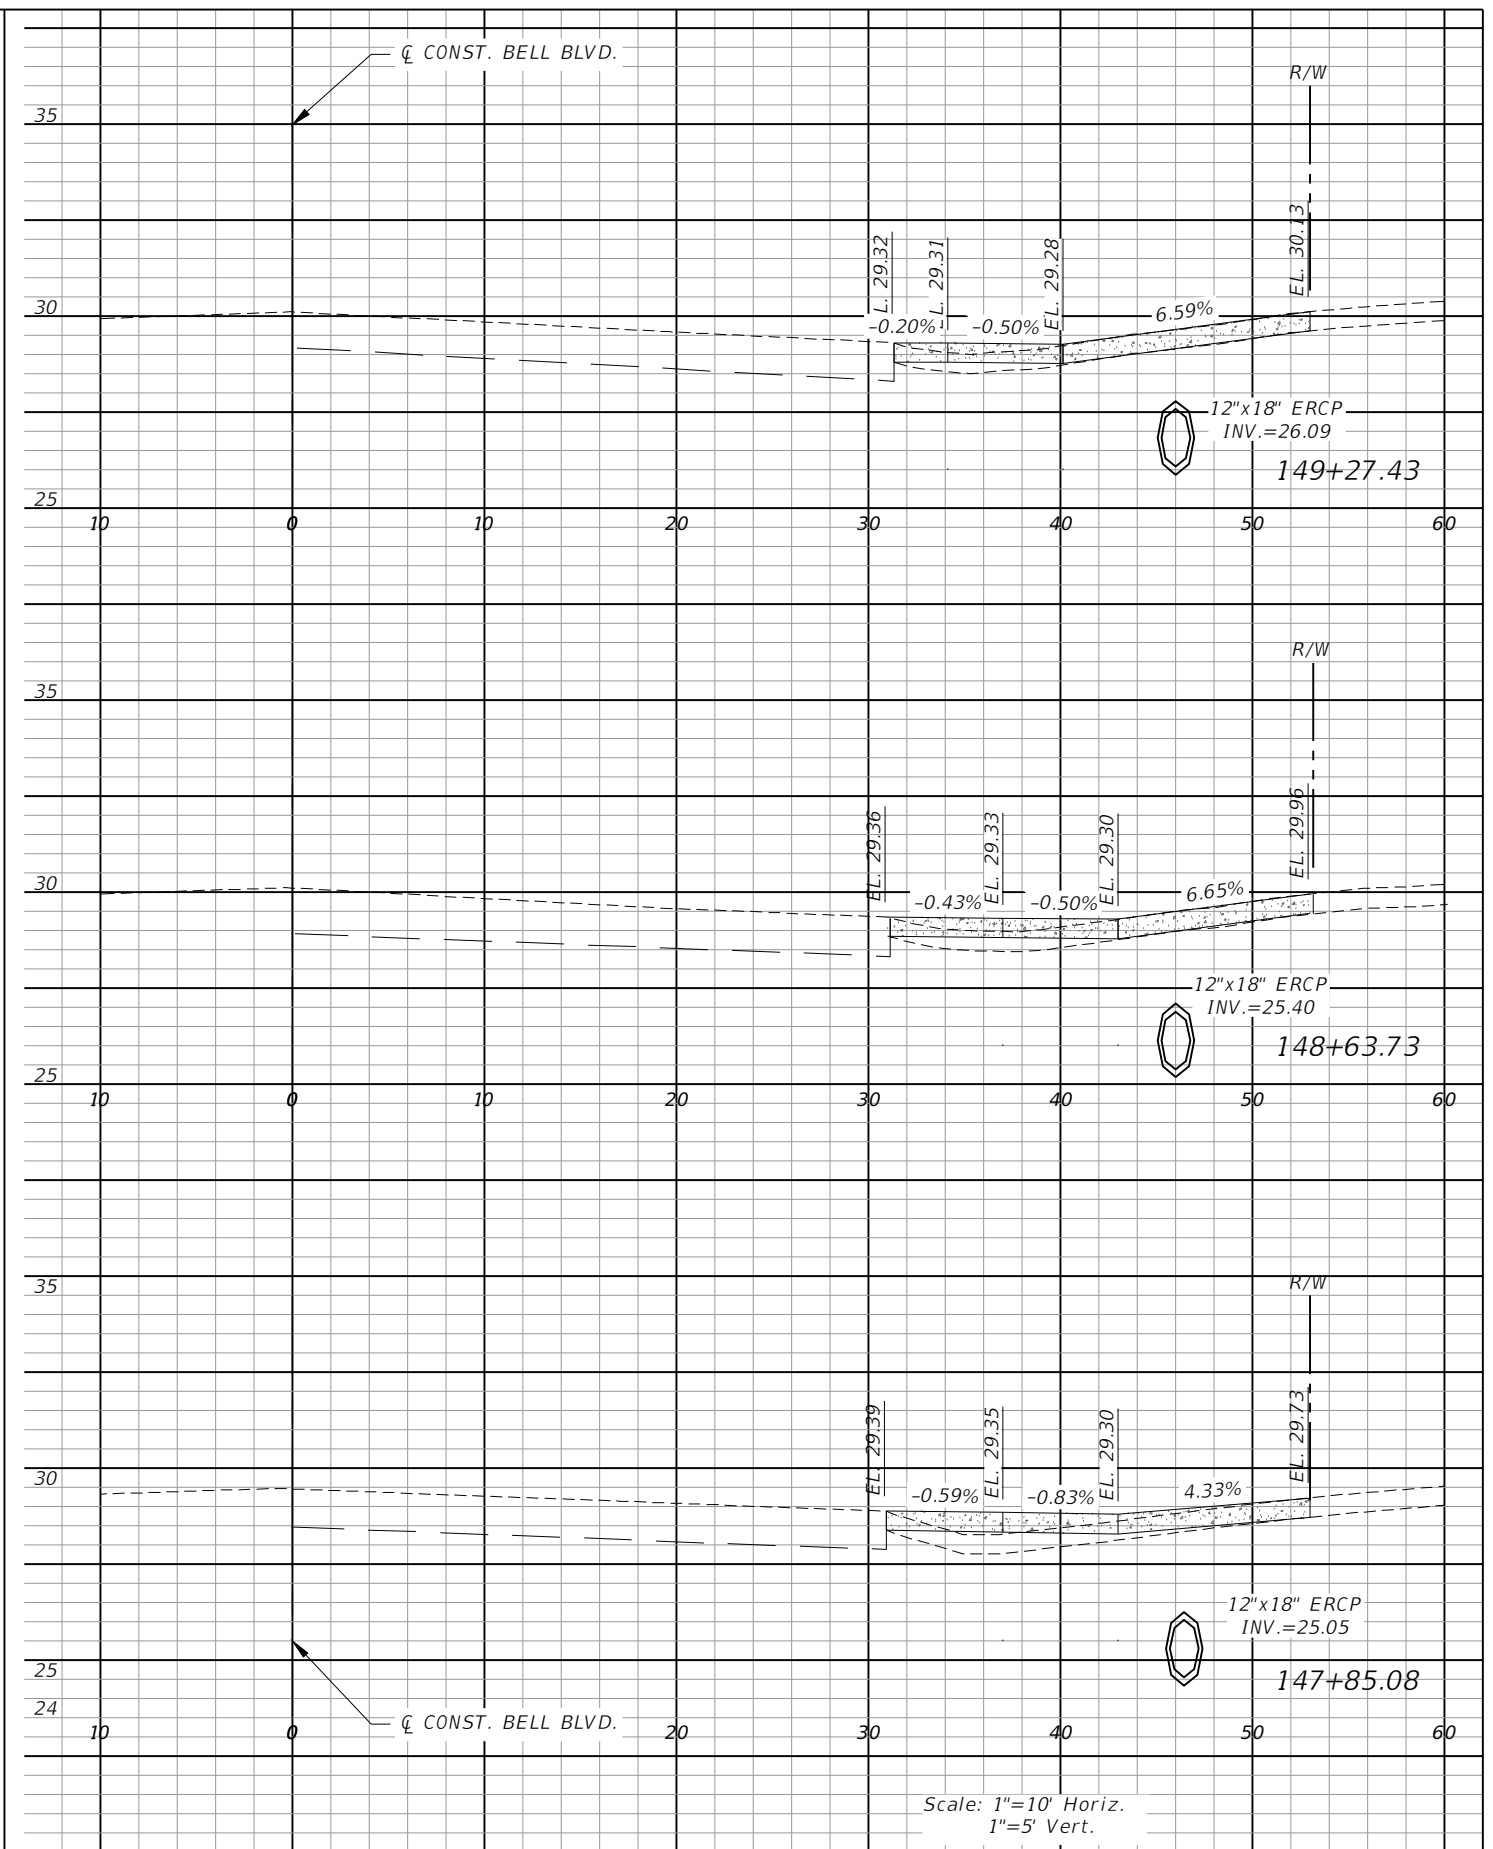 ℄ CONST. BELL BLVD.
R/W
35
EL. 30.13
L. 29.32
L. 29.31
EL. 29.28
30
-0.20%
-0.50%
6.59%
12"x18" ERCP
INV.=26.09
149+27.43
25
10 0 10 20 30 40 50 60
R/W
35
EL. 29.36
EL. 29.33
EL. 29.30
EL. 29.96
30
-0.43%
-0.50%
6.65%
12"x18" ERCP
INV.=25.40
148+63.73
25
10 0 10 20 30 40 50 60
R/W
35
EL. 29.39
EL. 29.35
EL. 29.30
EL. 29.73
30
-0.59%
-0.83%
4.33%
12"x18" ERCP
INV.=25.05
25
147+85.08
24
℄ CONST. BELL BLVD.
10 0 20 30 40 50 60
Scale: 1"=10' Horiz.
1"=5' Vert.